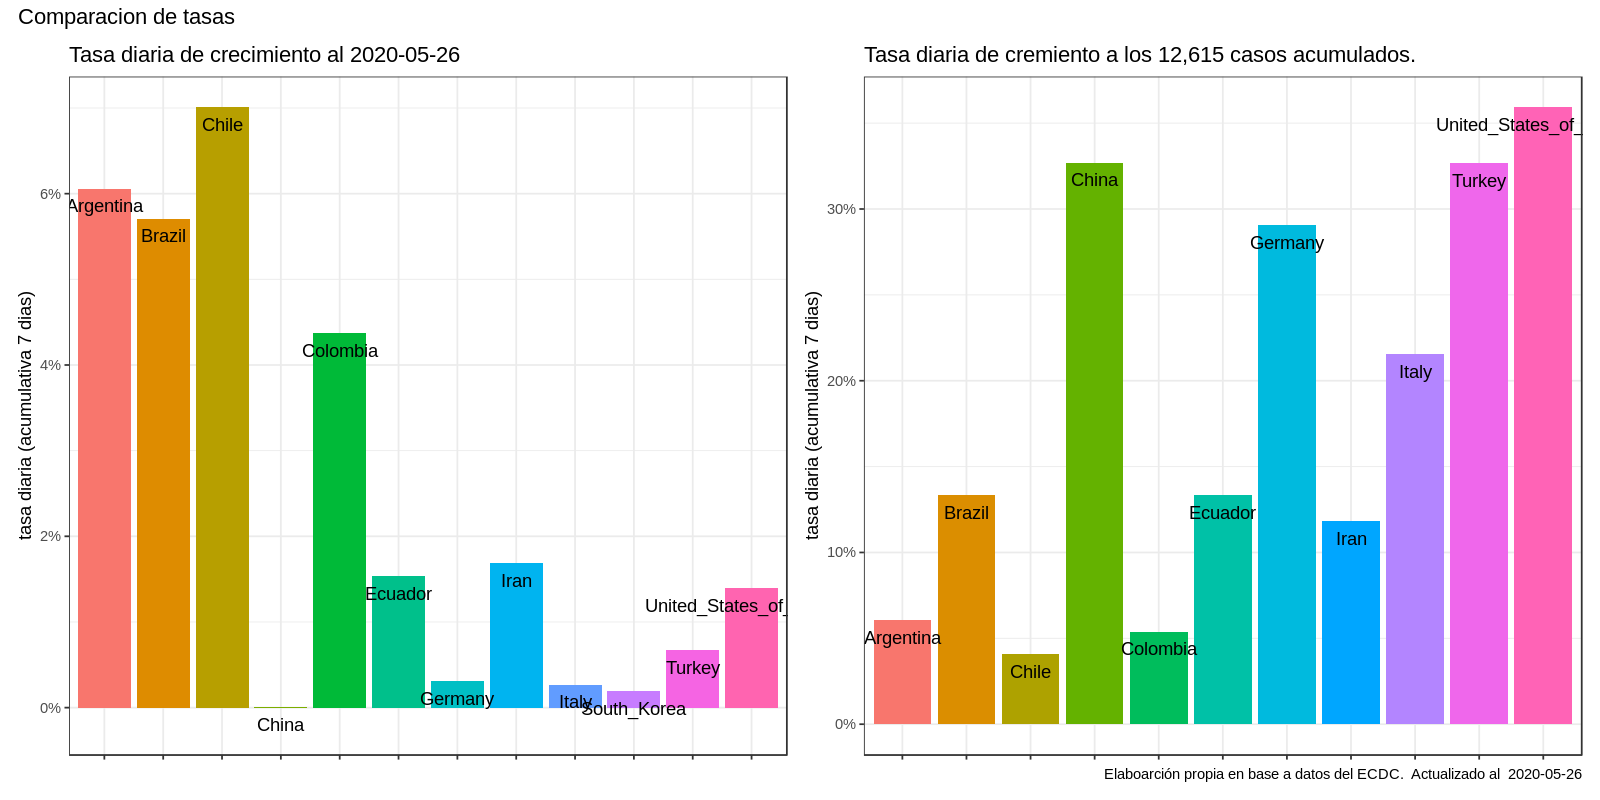 Comparacion de tasas
Tasa diaria de crecimiento al 2020-05-26
tasa diaria (acumulativa 7 dias)
6%
4%
2%
0%
Argentina
Brazil
Chile
China
Colombia
Ecuador
Germany
Iran
Italy
South_Korea
Turkey
United_States_of_
Tasa diaria de cremiento a los 12,615 casos acumulados.
tasa diaria (acumulativa 7 dias)
30%
20%
10%
0%
Argentina
Brazil
Chile
China
Colombia
Ecuador
Germany
Iran
Italy
Turkey
United_States_of_
Elaboarción propia en base a datos del ECDC.  Actualizado al  2020-05-26